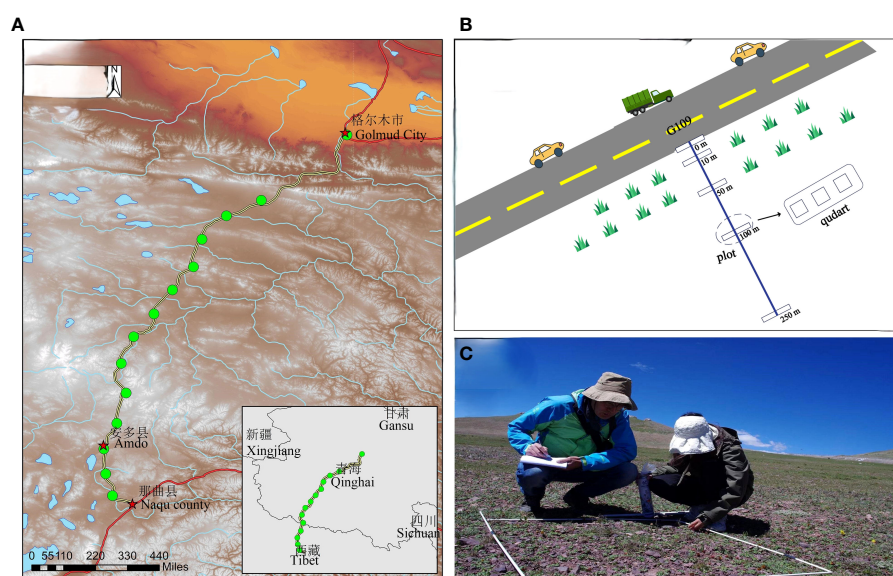 A
N
格尔木市
Golmud City
安多县
Amdo
那曲县
Naqu county
0 55110 220 330 440
Miles
甘肃
Gansu
新疆
Xingjiang
青海
Qinghai
四川
Sichuan
西藏
Tibet
B
G109
0 m
10 m
50 m
100 m
plot
qudart
250 m
C